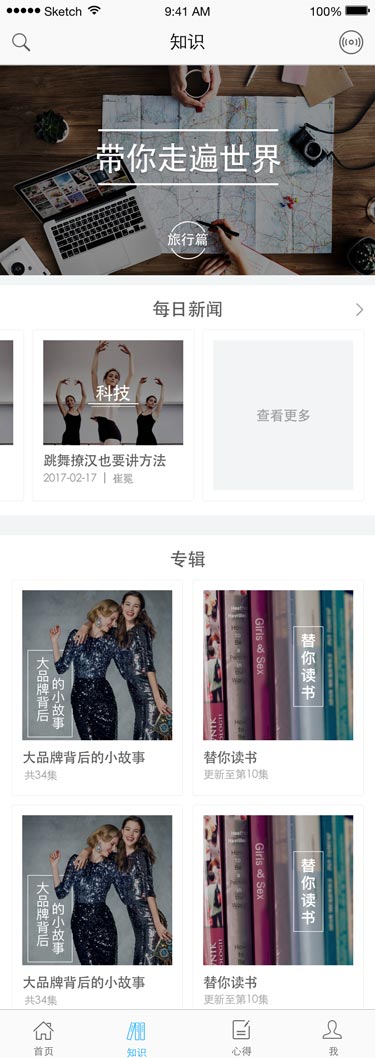 Sketch 9:41 AM 100%
知识
带你走遍世界
旅行篇
每日新闻
科技
查看更多
跳舞撩汉也要讲方法
2017-02-17 | 崔冕
专辑
大品牌背后
的小故事
Girls & Sex
替你读书
大品牌背后的小故事
共34集
替你读书
更新至第10集
大品牌背后
的小故事
Girls & Sex
替你读书
大品牌背后的小故事
共34集
替你读书
更新至第10集
首页 知识 心得 我